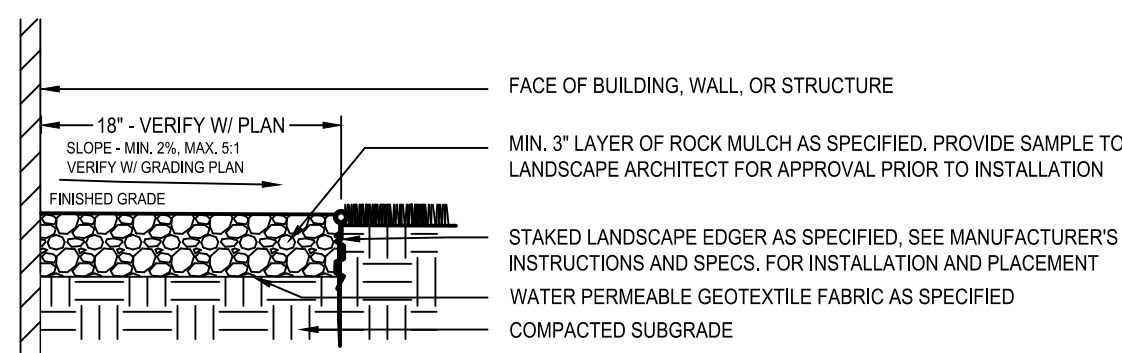 FACE OF BUILDING, WALL, OR STRUCTURE
18" - VERIFY W/ PLAN
SLOPE - MIN. 2%, MAX. 5:1
VERIFY W/ GRADING PLAN
FINISHED GRADE
MIN. 3" LAYER OF ROCK MULCH AS SPECIFIED. PROVIDE SAMPLE TO
LANDSCAPE ARCHITECT FOR APPROVAL PRIOR TO INSTALLATION
STAKED LANDSCAPE EDGER AS SPECIFIED, SEE MANUFACTURER'S
INSTRUCTIONS AND SPECS. FOR INSTALLATION AND PLACEMENT
WATER PERMEABLE GEOTEXTILE FABRIC AS SPECIFIED
COMPACTED SUBGRADE